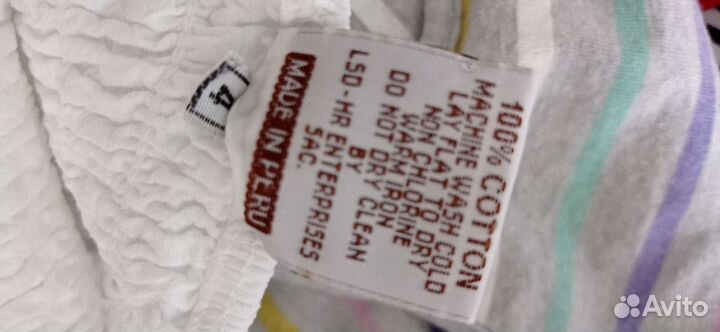 100% COTTON
MACHINE WASH COLD
LAY FLAT TO DRY
NON CHLORINE
WARM IRON
DO NOT DRY CLEAN
BY
LSD-HR ENTERPRISES
SAC.
MADE IN PERU
4
Avito